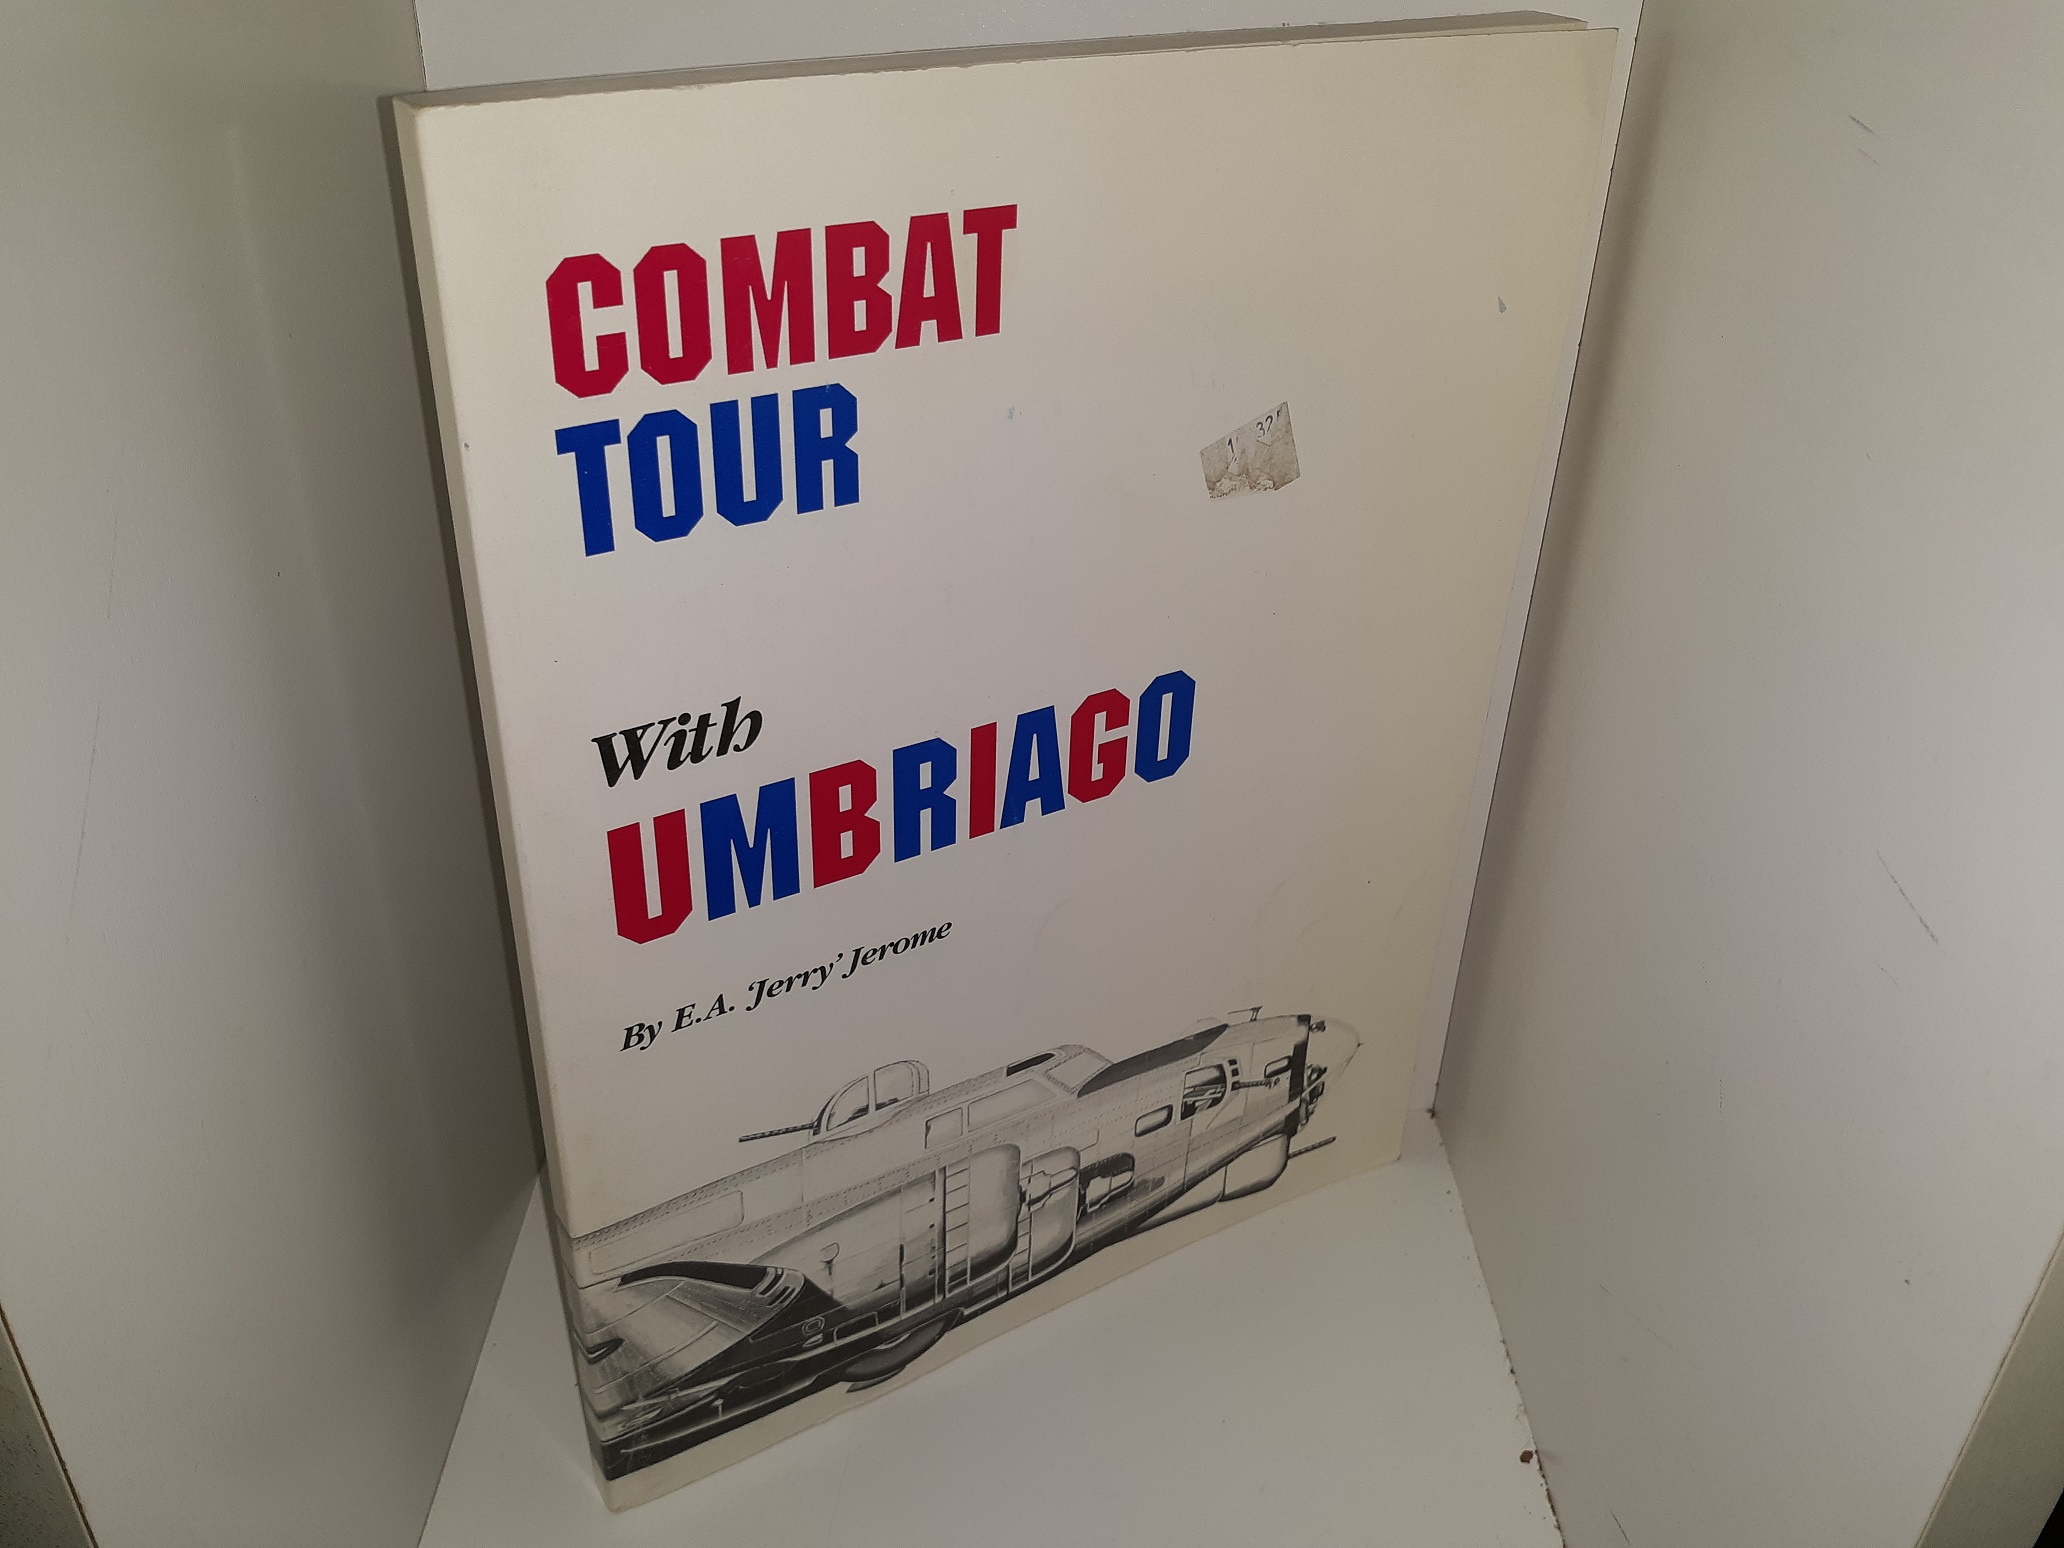 COMBAT
TOUR
With
UMBRIAGO
By E.A. 'Jerry' Jerome